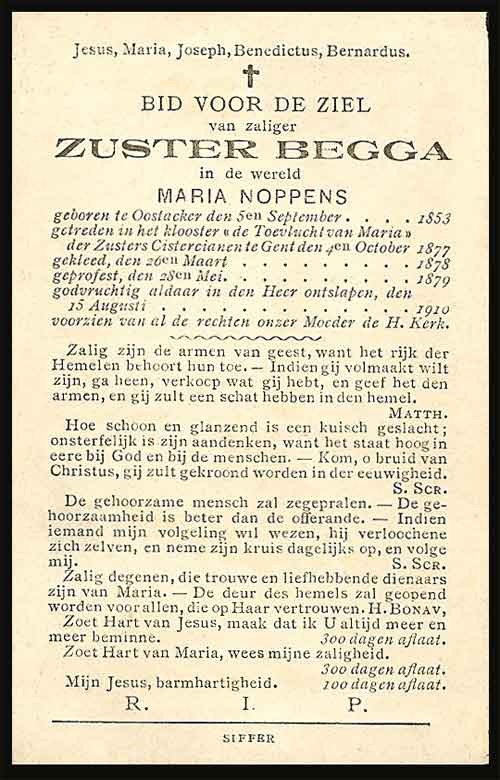 Jesus, Maria, Joseph, Benedictus, Bernardus.
BID VOOR DE ZIEL
van zaliger
ZUSTER BEGGA
in de wereld
MARIA NOPPENS
geboren te Oostacker den 5en September . . . . 1853
getreden in het klooster « de Toevlucht van Maria »
der Zusters Cistercianen te Gent den 4en October 1877
gekleed, den 26en Maart . . . . . . . . . . 1878
geprofest, den 28en Mei. . . . . . . . . . 1879
godvruchtig aldaar in den Heer ontslapen, den
15 Augusti . . . . . . . . . . . . . . 1910
voorzien van al de rechten onzer Moeder de H. Kerk.
Zalig zijn de armen van geest, want het rijk der
Hemelen behoort hun toe. — Indien gij volmaakt wilt
zijn, ga heen, verkoop wat gij hebt, en geef het den
armen, en gij zult een schat hebben in den hemel.
MATTH.
Hoe schoon en glanzend is een kuisch geslacht;
onsterfelijk is zijn aandenken, want het staat hoog in
eere bij God en bij de menschen. — Kom, o bruid van
Christus, gij zult gekroond worden in der eeuwigheid.
S. SCR.
De gehoorzame mensch zal zegepralen. — De ge-
hoorzaamheid is beter dan de offerande. — Indien
iemand mijn volgeling wil wezen, hij verloochene
zich zelven, en neme zijn kruis dagelijks op, en volge
mij. S. SCR.
Zalig degenen, die trouwe en liefhebbende dienaars
zijn van Maria. — De deur des hemels zal geopend
worden voor allen, die op Haar vertrouwen. H. BONAV,
Zoet Hart van Jesus, maak dat ik U altijd meer en
meer beminne. 300 dagen aflaat.
Zoet Hart van Maria, wees mijne zaligheid.
300 dagen aflaat.
Mijn Jesus, barmhartigheid. 100 dagen aflaat.
R. I. P.
SIFFER